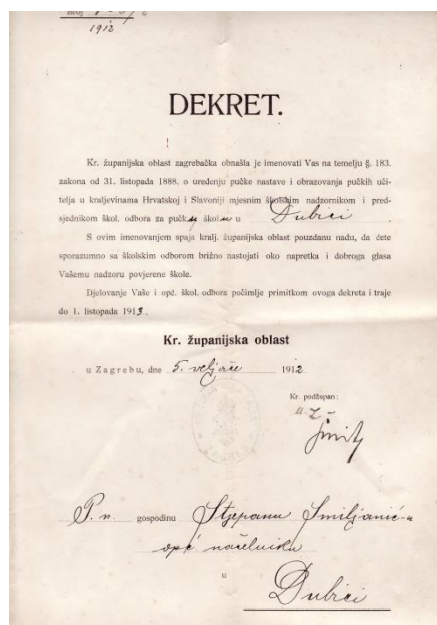 1912
DEKRET.
Kr. županijska oblast zagrebačka obnašla je imenovati Vas na temelju §. 183.
zakona od 31. listopada 1888. o uređenju pučke nastave i obrazovanja pučkih uči-
telja u kraljevinama Hrvatskoj i Slavoniji mjesnim školskim nadzornikom i pred-
sjednikom škol. odbora za pučku školu u Dubici
S ovim imenovanjem spaja kralj. županijska oblast pouzdanu nadu, da ćete
sporazumno sa školskim odborom brižno nastojati oko napretka i dobroga glasa
Vašemu nadzoru povjerene škole.
Djelovanje Vaše i opć. škol. odbora počimlje primitkom ovoga dekreta i traje
do 1. listopada 1913.
Kr. županijska oblast
u Zagrebu, dne 5. veljače 1912.
Kr. podžupan:
u. z.
P. n. gospodinu Stjepanu Smiljanić-u
opć. načelniku
u
Dubici